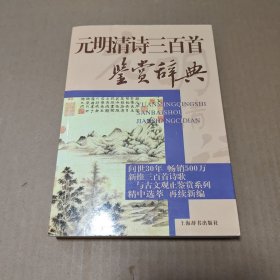 元明清诗三百首
鉴赏辞典
YUANMINGQINGSHI
SANBAISHOU
JIANSHANGCIDIAN
问世20年 畅销500万
新推三百首诗歌
与古文观止鉴赏系列
精中选萃 再续新编
上海辞书出版社